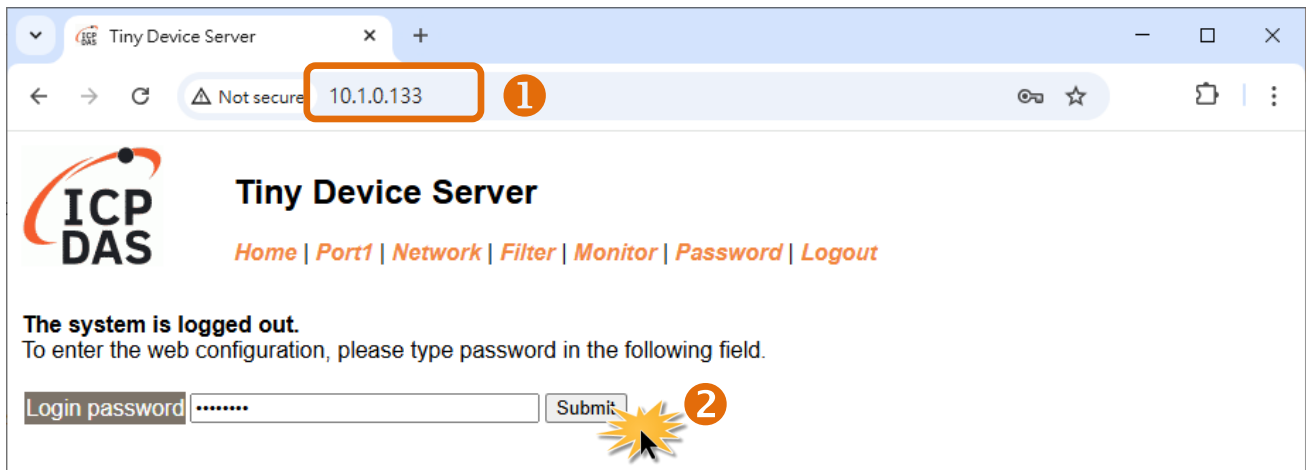 Tiny Device Server
Not secure 10.1.0.133 1
ICP DAS
Tiny Device Server
Home | Port1 | Network | Filter | Monitor | Password | Logout
The system is logged out.
To enter the web configuration, please type password in the following field.
Login password •••••••• Submit 2